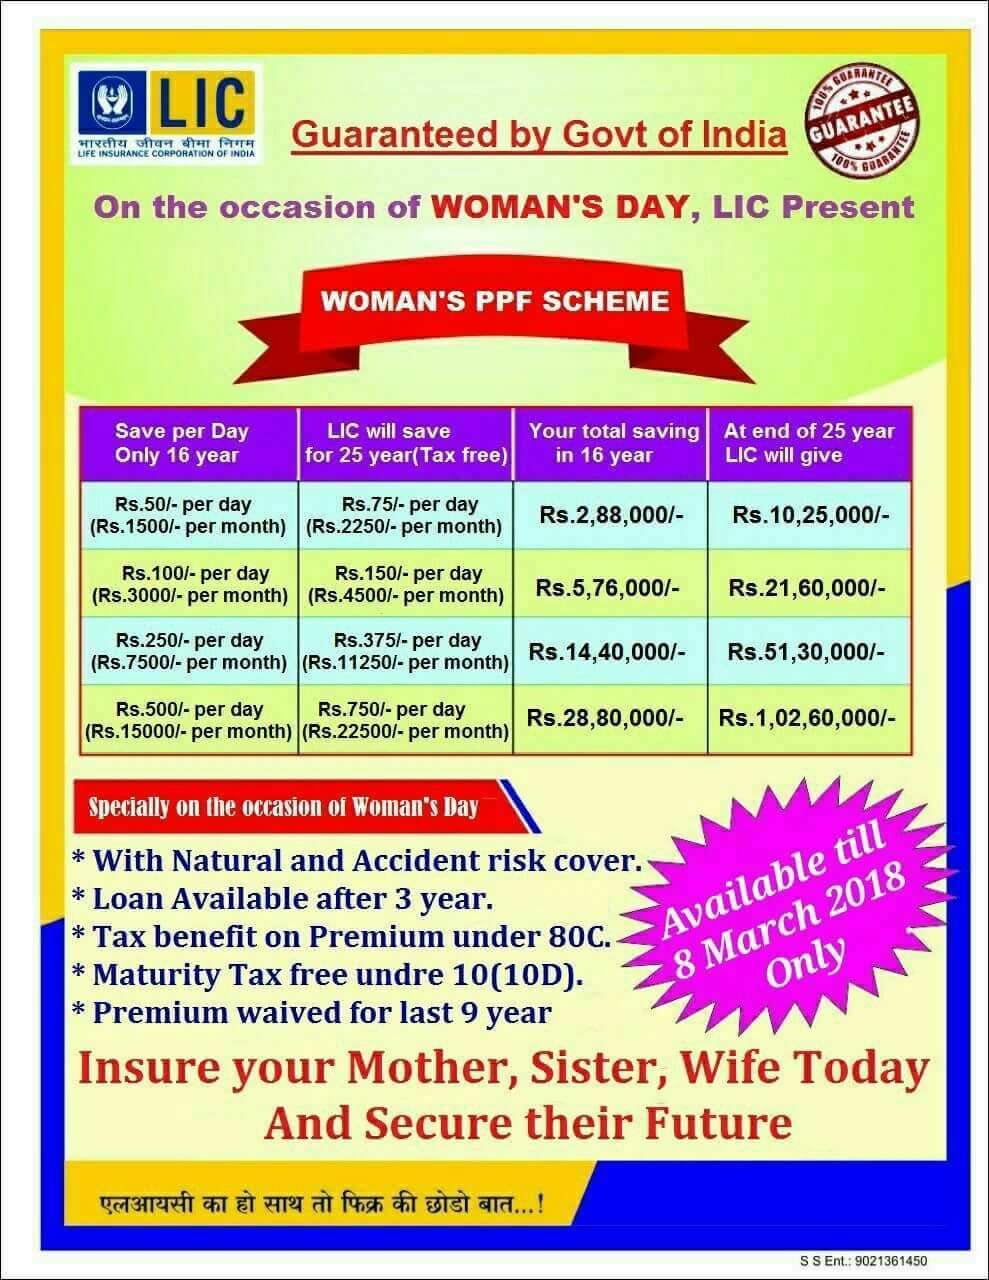 LIC
भारतीय जीवन बीमा निगम
LIFE INSURANCE CORPORATION OF INDIA
Guaranteed by Govt of India
100% GUARANTEE
GUARANTEE
100% GUARANTEE
On the occasion of WOMAN'S DAY, LIC Present
WOMAN'S PPF SCHEME
Save per Day
Only 16 year
LIC will save
for 25 year(Tax free)
Your total saving
in 16 year
At end of 25 year
LIC will give
Rs.50/- per day
(Rs.1500/- per month)
Rs.75/- per day
(Rs.2250/- per month)
Rs.2,88,000/-
Rs.10,25,000/-
Rs.100/- per day
(Rs.3000/- per month)
Rs.150/- per day
(Rs.4500/- per month)
Rs.5,76,000/-
Rs.21,60,000/-
Rs.250/- per day
(Rs.7500/- per month)
Rs.375/- per day
(Rs.11250/- per month)
Rs.14,40,000/-
Rs.51,30,000/-
Rs.500/- per day
(Rs.15000/- per month)
Rs.750/- per day
(Rs.22500/- per month)
Rs.28,80,000/-
Rs.1,02,60,000/-
Specially on the occasion of Woman"s Day
* With Natural and Accident risk cover.
* Loan Available after 3 year.
* Tax benefit on Premium under 80C.
* Maturity Tax free undre 10(10D).
* Premium waived for last 9 year
Available till
8 March 2018
Only
Insure your Mother, Sister, Wife Today
And Secure their Future
एलआयसी का हो साथ तो फिक्र की छोडो बात...!
S S Ent.: 9021361450